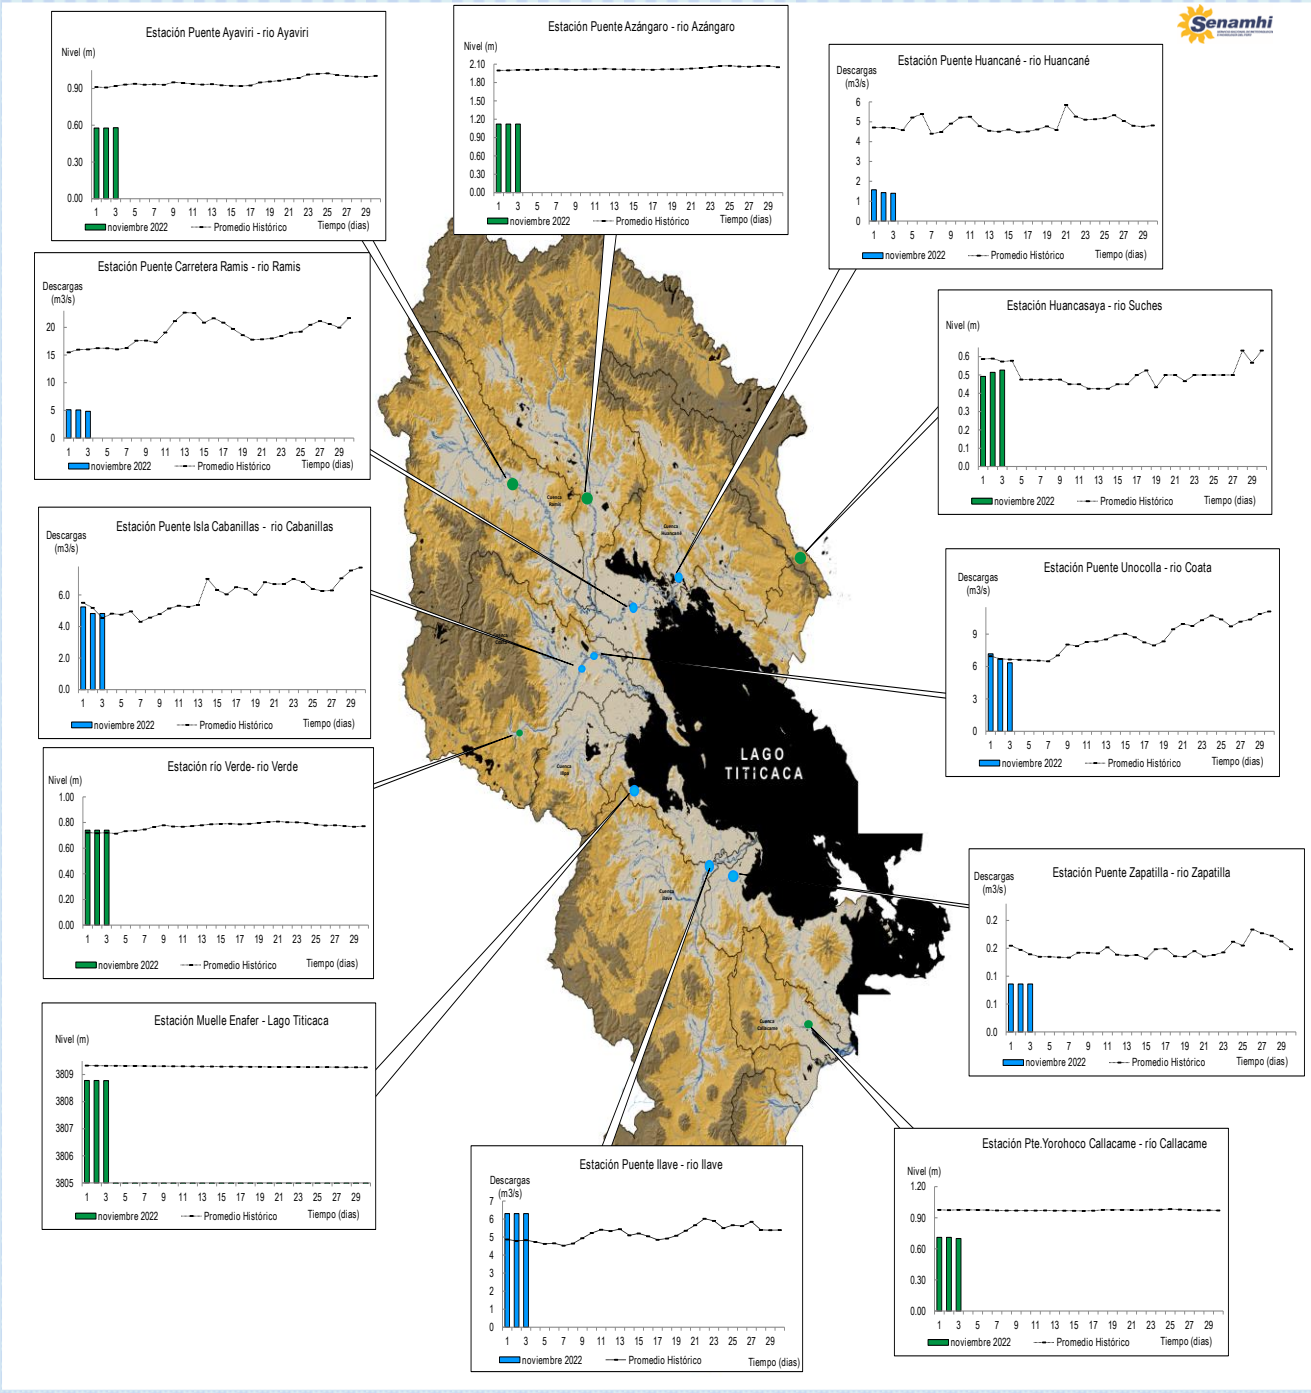 Senamhi
Estación Puente Ayaviri - rio Ayaviri
Nivel (m)
0.90
0.60
0.30
0.00
1 3 5 7 9 11 13 15 17 19 21 23 25 27 29
noviembre 2022 Promedio Histórico Tiempo (dias)
Estación Puente Azángaro - rio Azángaro
Nivel (m)
2.10
1.80
1.50
1.20
0.90
0.60
0.30
0.00
1 3 5 7 9 11 13 15 17 19 21 23 25 27 29
noviembre 2022 Promedio Histórico Tiempo (dias)
Estación Puente Huancané - rio Huancané
Descargas
(m3/s)
6
5
4
3
2
1
0
1 3 5 7 9 11 13 15 17 19 21 23 25 27 29
noviembre 2022 Promedio Histórico Tiempo (dias)
Estación Puente Carretera Ramis - rio Ramis
Descargas
(m3/s)
20
15
10
5
0
1 3 5 7 9 11 13 15 17 19 21 23 25 27 29
noviembre 2022 Promedio Histórico Tiempo (dias)
Estación Huancasaya - rio Suches
Nivel (m)
0.6
0.5
0.4
0.3
0.2
0.1
0.0
1 3 5 7 9 11 13 15 17 19 21 23 25 27 29
noviembre 2022 Promedio Histórico Tiempo (dias)
Estación Puente Isla Cabanillas - rio Cabanillas
Descargas
(m3/s)
6.0
4.0
2.0
0.0
1 3 5 7 9 11 13 15 17 19 21 23 25 27 29
noviembre 2022 Promedio Histórico Tiempo (dias)
Estación Puente Unocolla - rio Coata
Descargas
(m3/s)
9
6
3
0
1 3 5 7 9 11 13 15 17 19 21 23 25 27 29
noviembre 2022 Promedio Histórico Tiempo (dias)
Estación río Verde- rio Verde
Nivel (m)
1.00
0.80
0.60
0.40
0.20
0.00
1 3 5 7 9 11 13 15 17 19 21 23 25 27 29
noviembre 2022 Promedio Histórico Tiempo (dias)
Cuenca
Ramis
Cuenca
Huancané
Cuenca
Cuenca
Illpa
LAGO
TITICACA
Cuenca
Ilave
Cuenca
Callacame
Estación Puente Zapatilla - rio Zapatilla
Descargas
(m3/s)
0.2
0.2
0.1
0.1
0.0
1 3 5 7 9 11 13 15 17 19 21 23 25 27 29
noviembre 2022 Promedio Histórico Tiempo (dias)
Estación Muelle Enafer - Lago Titicaca
Nivel (m)
3809
3808
3807
3806
3805
1 3 5 7 9 11 13 15 17 19 21 23 25 27 29
noviembre 2022 Promedio Histórico Tiempo (dias)
Estación Puente Ilave - rio Ilave
Descargas
(m3/s)
7
6
5
4
3
2
1
0
1 3 5 7 9 11 13 15 17 19 21 23 25 27 29
noviembre 2022 Promedio Histórico Tiempo (dias)
Estación Pte.Yorohoco Callacame - río Callacame
Nivel (m)
1.20
0.90
0.60
0.30
0.00
1 3 5 7 9 11 13 15 17 19 21 23 25 27 29
noviembre 2022 Promedio Histórico Tiempo (dias)